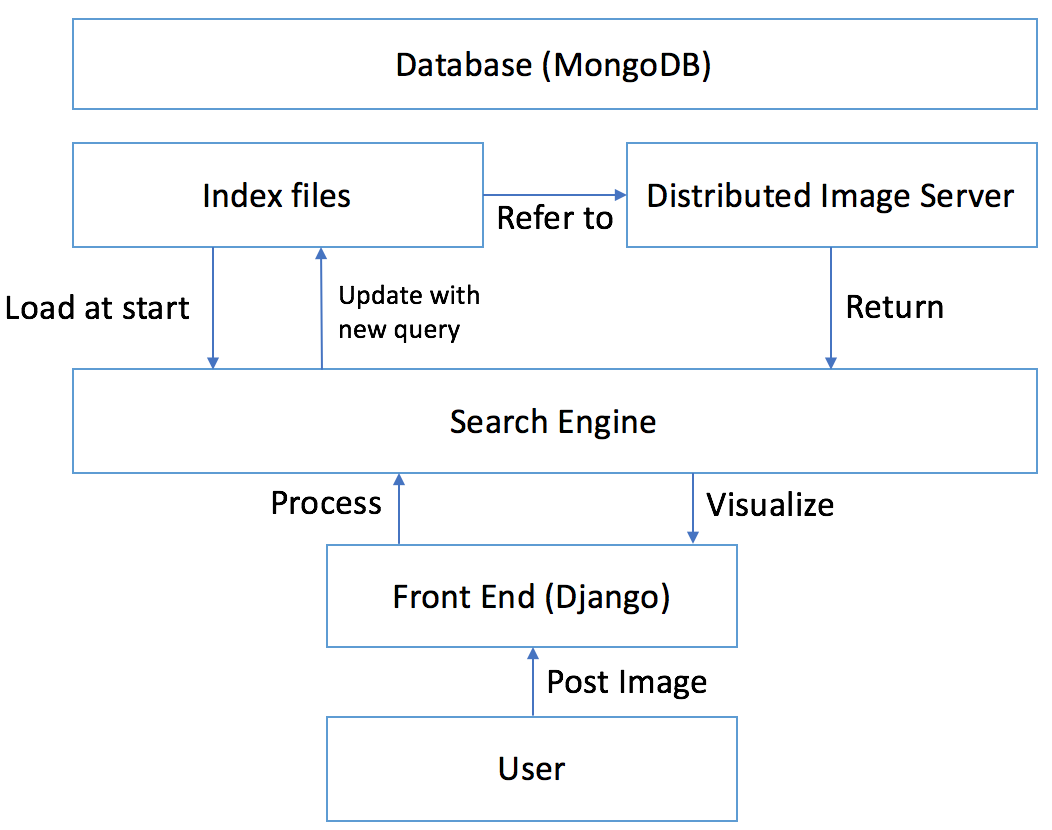 Database (MongoDB)
Index files
Refer to
Distributed Image Server
Load at start
Update with
new query
Return
Search Engine
Process
Visualize
Front End (Django)
Post Image
User